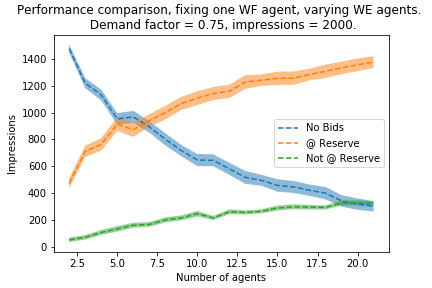 Performance comparison, fixing one WF agent, varying WE agents.
Demand factor = 0.75, impressions = 2000.
Impressions
1400
1200
1000
800
600
400
200
0
No Bids
@ Reserve
Not @ Reserve
2.5 5.0 7.5 10.0 12.5 15.0 17.5 20.0
Number of agents